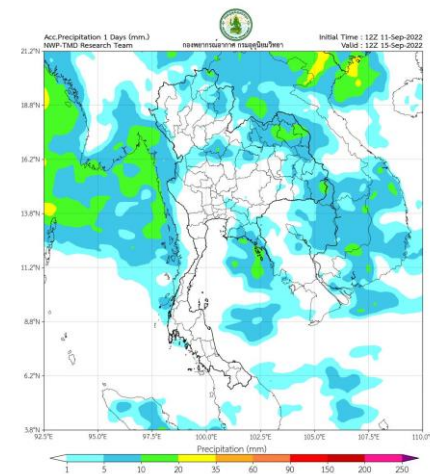 Acc.Precipitation 1 Days (mm.)
NWP-TMD Research Team
กองพยากรณ์อากาศ กรมอุตุนิยมวิทยา
Initial Time : 12Z 11-Sep-2022
Valid : 12Z 15-Sep-2022
21.2°N
18.8°N
16.2°N
13.8°N
11.2°N
8.8°N
6.2°N
3.8°N
92.5°E 95.0°E 97.5°E 100.0°E 102.5°E 105.0°E 107.5°E 110.0°E
Precipitation (mm)
1 5 10 20 35 60 90 150 200 250